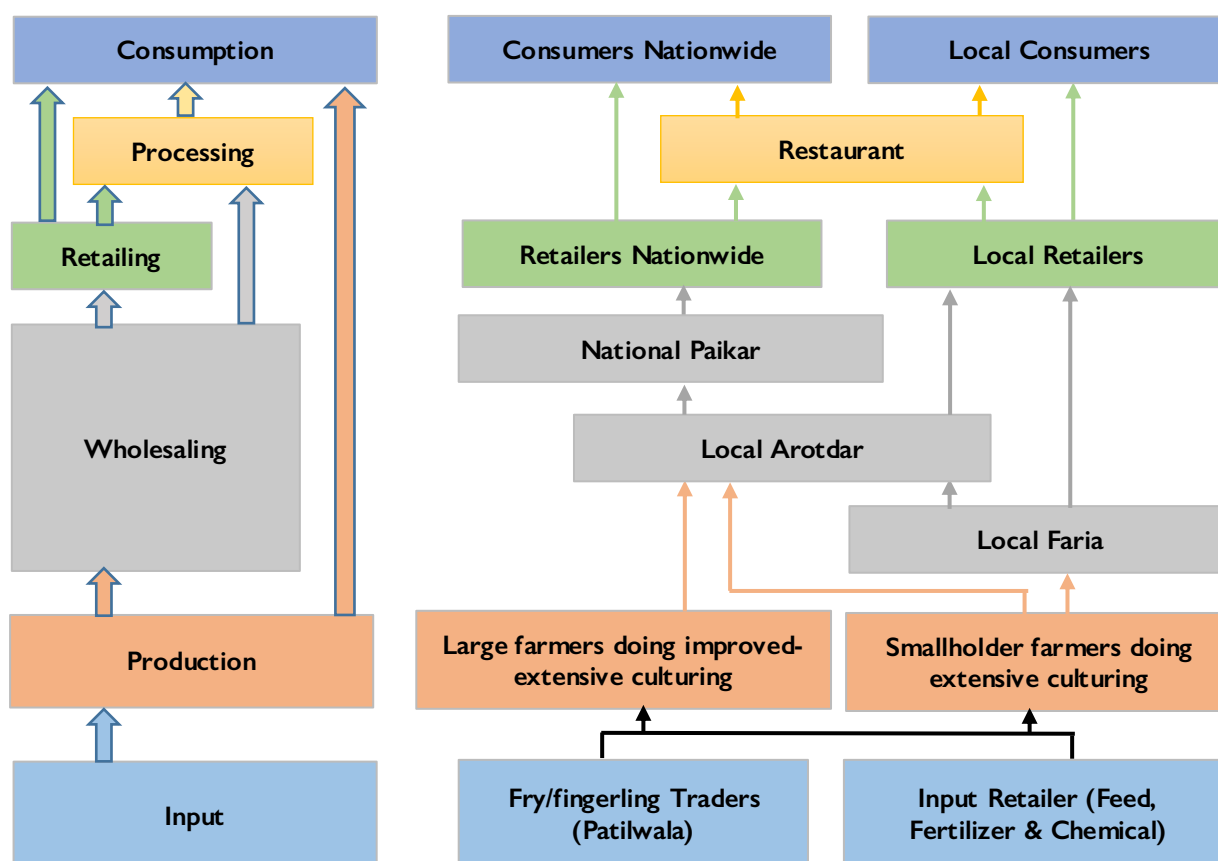 Consumption
Processing
Retailing
Wholesaling
Production
Input
Consumers Nationwide
Local Consumers
Restaurant
Retailers Nationwide
Local Retailers
National Paikar
Local Arotdar
Local Faria
Large farmers doing improved-
extensive culturing
Smallholder farmers doing
extensive culturing
Fry/fingerling Traders
(Patilwala)
Input Retailer (Feed,
Fertilizer & Chemical)